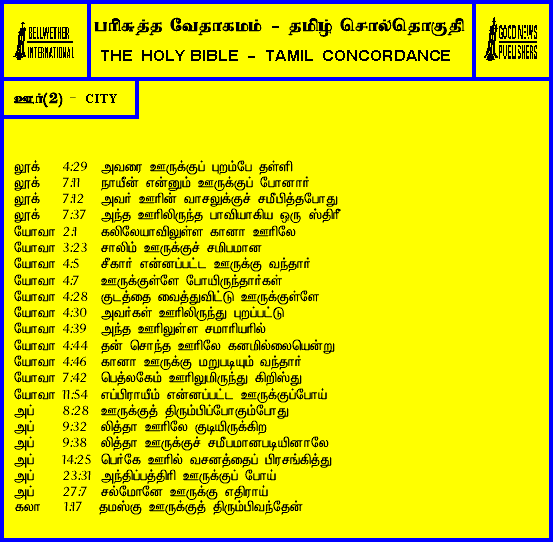 BELLWETHER
INTERNATIONAL
பரிசுத்த வேதாகமம் - தமிழ் சொல்தொகுதி
THE HOLY BIBLE - TAMIL CONCORDANCE
GOOD NEWS
PUBLISHERS
ஊர்(2) - CITY
லூக் 4:29 அவரை ஊருக்குப் புறம்பே தள்ளி
லூக் 7:11 நாயீன் என்னும் ஊருக்குப் போனார்
லூக் 7:12 அவர் ஊரின் வாசலுக்குச் சமீபித்தபோது
லூக் 7:37 அந்த ஊரிலிருந்த பாவியாகிய ஒரு ஸ்திரீ
யோவா 2:1 கலிலேயாவிலுள்ள கானா ஊரிலே
யோவா 3:23 சாலிம் ஊருக்குச் சமிபமான
யோவா 4:5 சீகார் என்னப்பட்ட ஊருக்கு வந்தார்
யோவா 4:7 ஊருக்குள்ளே போயிருந்தார்கள்
யோவா 4:28 குடத்தை வைத்துவிட்டு ஊருக்குள்ளே
யோவா 4:30 அவர்கள் ஊரிலிருந்து புறப்பட்டு
யோவா 4:39 அந்த ஊரிலுள்ள சமாரியரில்
யோவா 4:44 தன் சொந்த ஊரிலே கனமில்லையென்று
யோவா 4:46 கானா ஊருக்கு மறுபடியும் வந்தார்
யோவா 7:42 பெத்லகேம் ஊரிலுமிருந்து கிறிஸ்து
யோவா 11:54 எப்பிராயீம் என்னப்பட்ட ஊருக்குப்போய்
அப் 8:28 ஊருக்குத் திரும்பிப்போகும்போது
அப் 9:32 லித்தா ஊரிலே குடியிருக்கிற
அப் 9:38 லித்தா ஊருக்குச் சமீபமானபடியினாலே
அப் 14:25 பெர்கே ஊரில் வசனத்தைப் பிரசங்கித்து
அப் 23:31 அந்திப்பத்திரி ஊருக்குப் போய்
அப் 27:7 சல்மோனே ஊருக்கு எதிராய்
கலா 1:17 தமஸ்கு ஊருக்குத் திரும்பிவந்தேன்